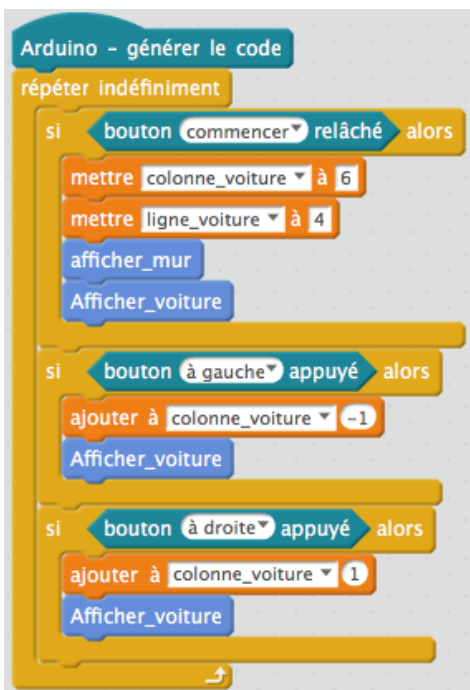 Arduino – générer le code
répéter indéfiniment
si bouton commencer relâché alors
mettre colonne_voiture à 6
mettre ligne_voiture à 4
afficher_mur
Afficher_voiture
si bouton à gauche appuyé alors
ajouter à colonne_voiture -1
Afficher_voiture
si bouton à droite appuyé alors
ajouter à colonne_voiture 1
Afficher_voiture